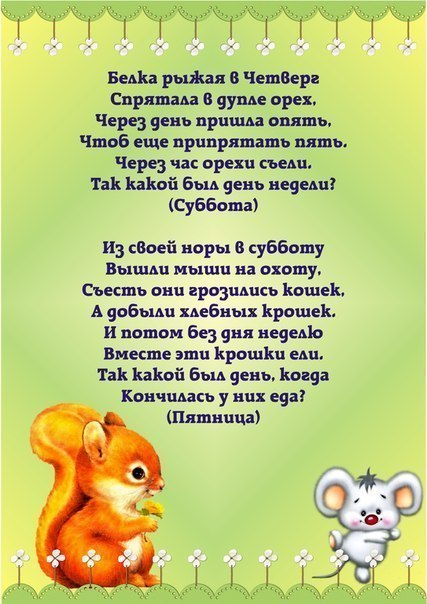 Белка рыжая в Четверг
Спрятала в дупле орех,
Через день пришла опять,
Чтоб еще припрятать пять.
Через час орехи съели.
Так какой был день недели?
(Суббота)
Из своей норы в субботу
Вышли мыши на охоту,
Съесть они грозились кошек,
А добыли хлебных крошек.
И потом без дня неделю
Вместе эти крошки ели.
Так какой был день, когда
Кончилась у них еда?
(Пятница)